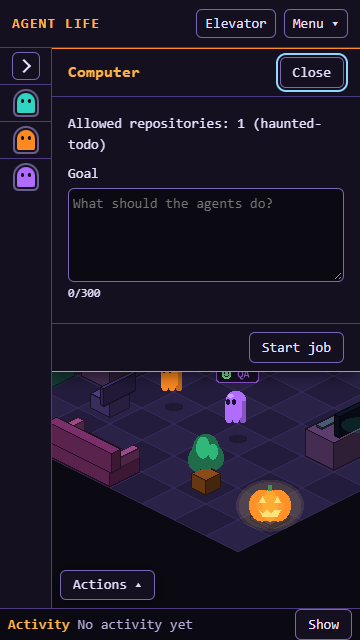 AGENT LIFE
Elevator
Menu ▾
Computer
Close
Allowed repositories: 1 (haunted-
todo)
Goal
What should the agents do?
0/300
Start job
QA
Actions ▴
Activity No activity yet
Show